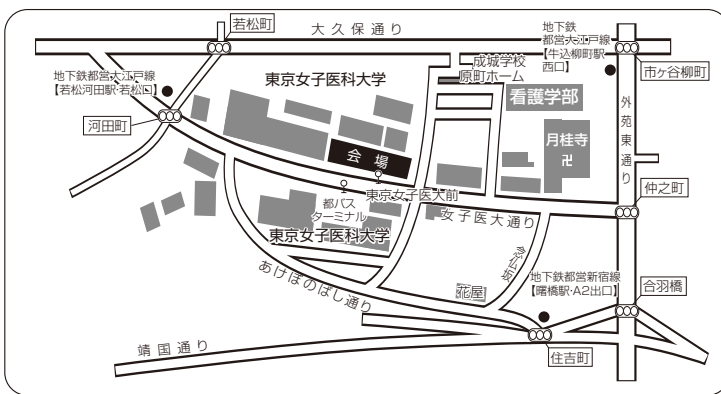 若松町
大久保通り
地下鉄
都営大江戸線
【牛込柳町駅
西口】
市ヶ谷柳町
成城学校
原町ホーム
東京女子医科大学
地下鉄都営大江戸線
【若松河田駅・若松口】
河田町
看護学部
月桂寺
卍
外苑東通り
会場
東京女子医大前
都バス
ターミナル
東京女子医科大学
女子医大通り
仲之町
念仏坂
あけぼのばし通り
花屋
地下鉄都営新宿線
【曙橋駅・A2出口】
合羽橋
靖国通り
住吉町